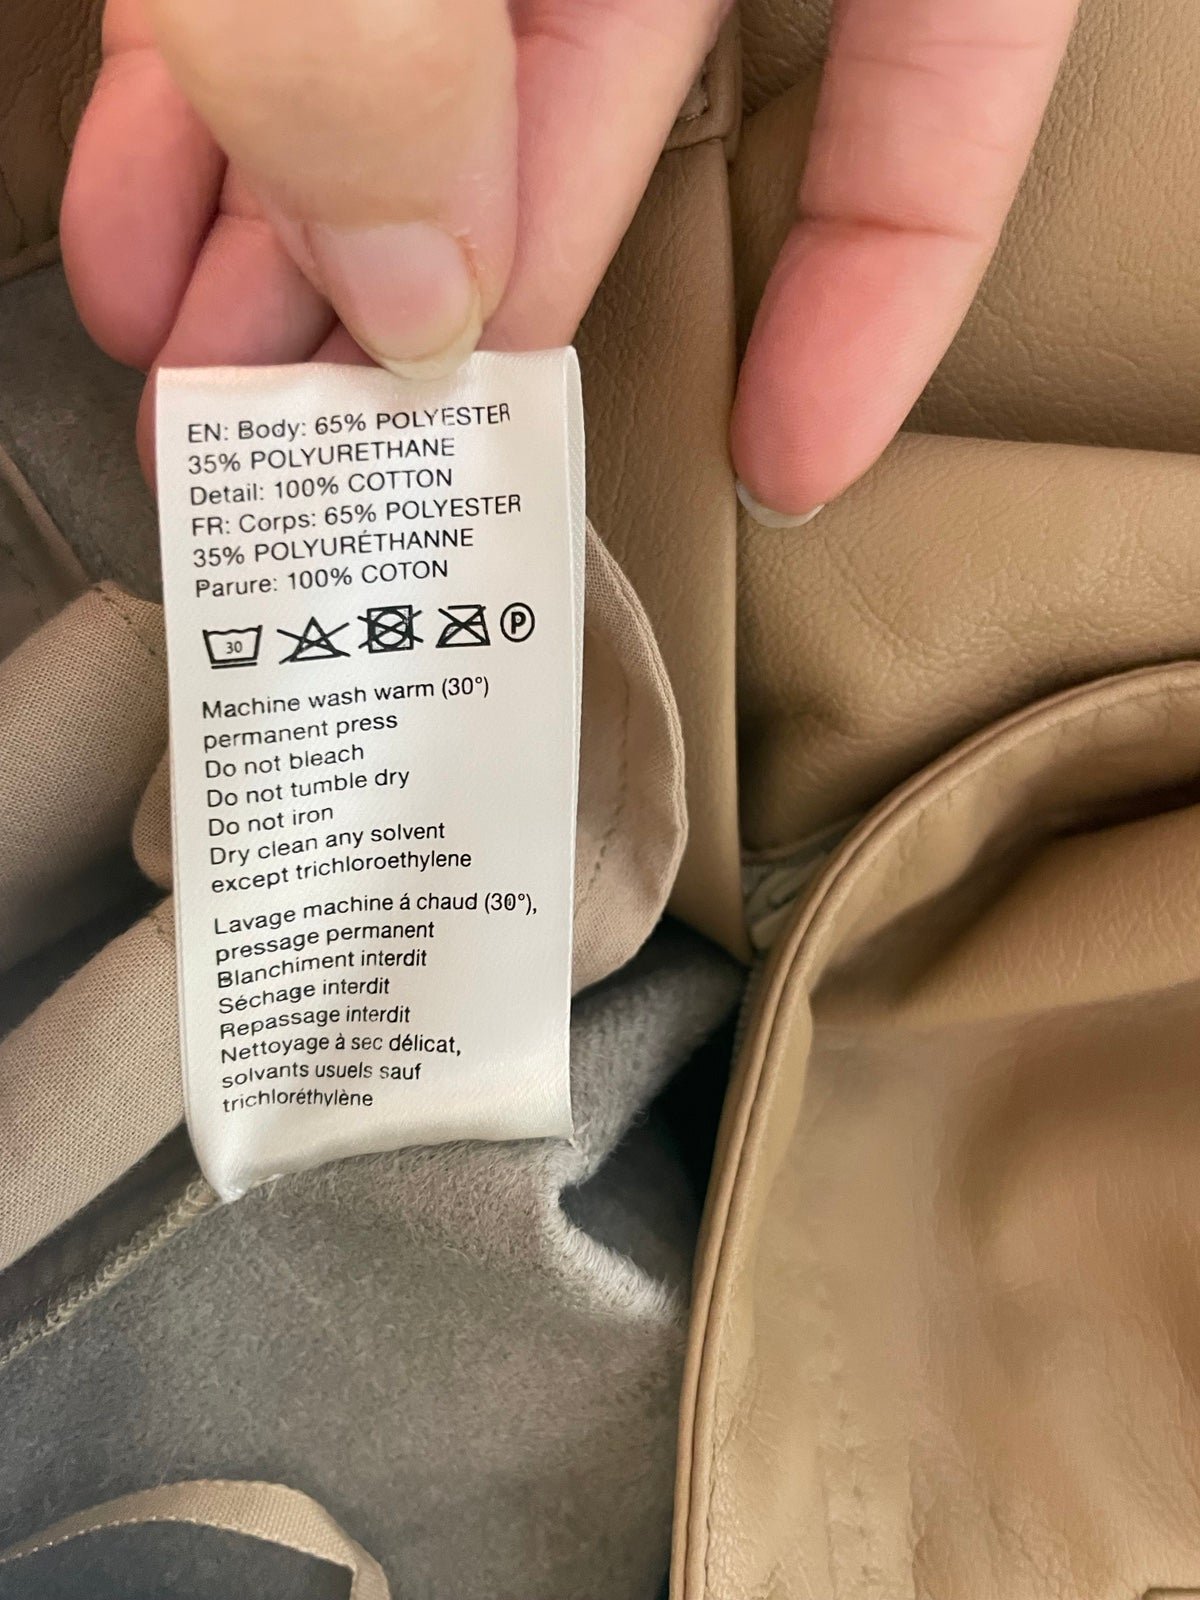 EN: Body: 65% POLYESTER
35% POLYURETHANE
Detail: 100% COTTON
FR: Corps: 65% POLYESTER
35% POLYURÉTHANNE
Parure: 100% COTON
30 P
Machine wash warm (30°)
permanent press
Do not bleach
Do not tumble dry
Do not iron
Dry clean any solvent
except trichloroethylene
Lavage machine á chaud (30°),
pressage permanent
Blanchiment interdit
Séchage interdit
Repassage interdit
Nettoyage à sec délicat,
solvants usuels sauf
trichloréthylène